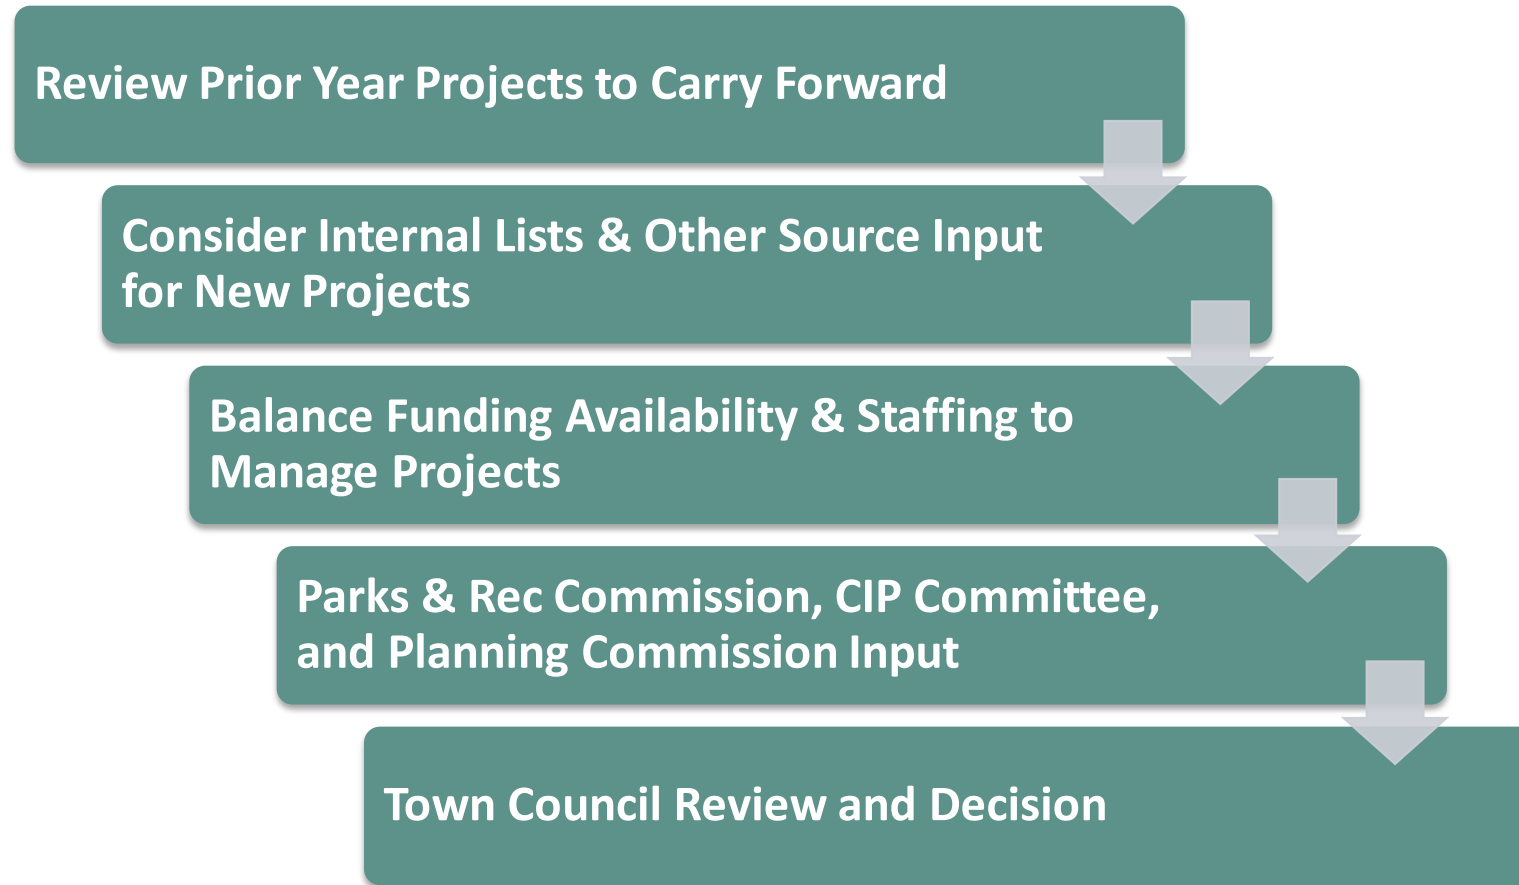 Review Prior Year Projects to Carry Forward
Consider Internal Lists & Other Source Input
for New Projects
Balance Funding Availability & Staffing to
Manage Projects
Parks & Rec Commission, CIP Committee,
and Planning Commission Input
Town Council Review and Decision